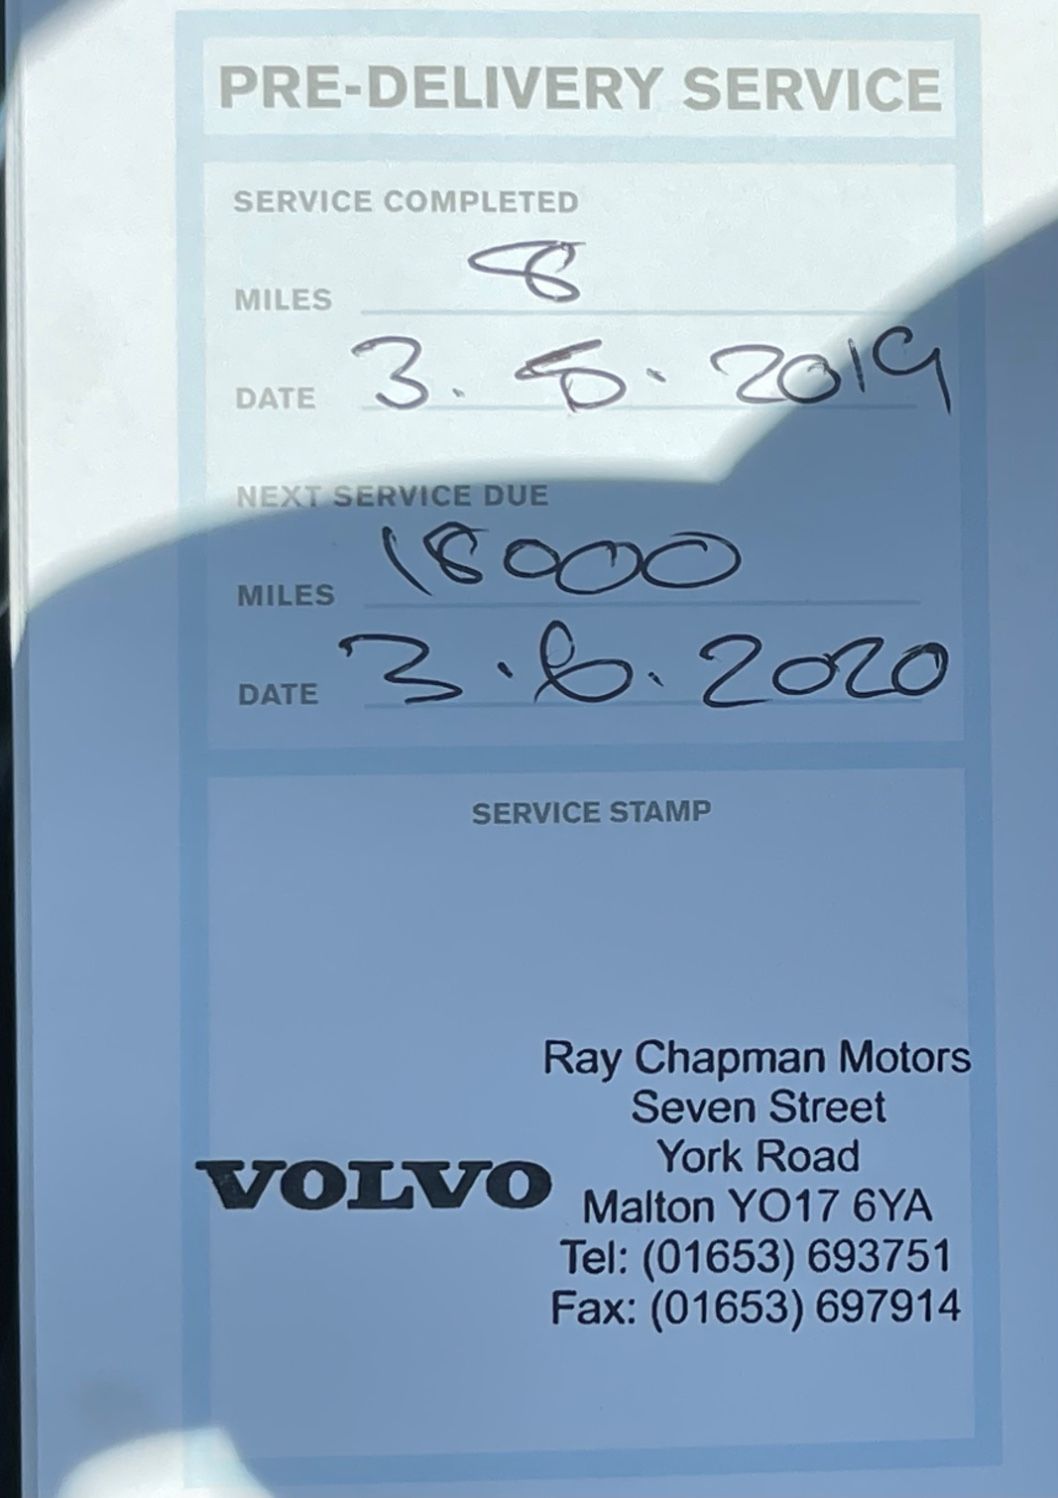 PRE-DELIVERY SERVICE
SERVICE COMPLETED
MILES 8
DATE 3. 6. 2019
NEXT SERVICE DUE
MILES 18000
DATE 3. 6. 2020
SERVICE STAMP
Ray Chapman Motors
Seven Street
York Road
VOLVO
Malton YO17 6YA
Tel: (01653) 693751
Fax: (01653) 697914